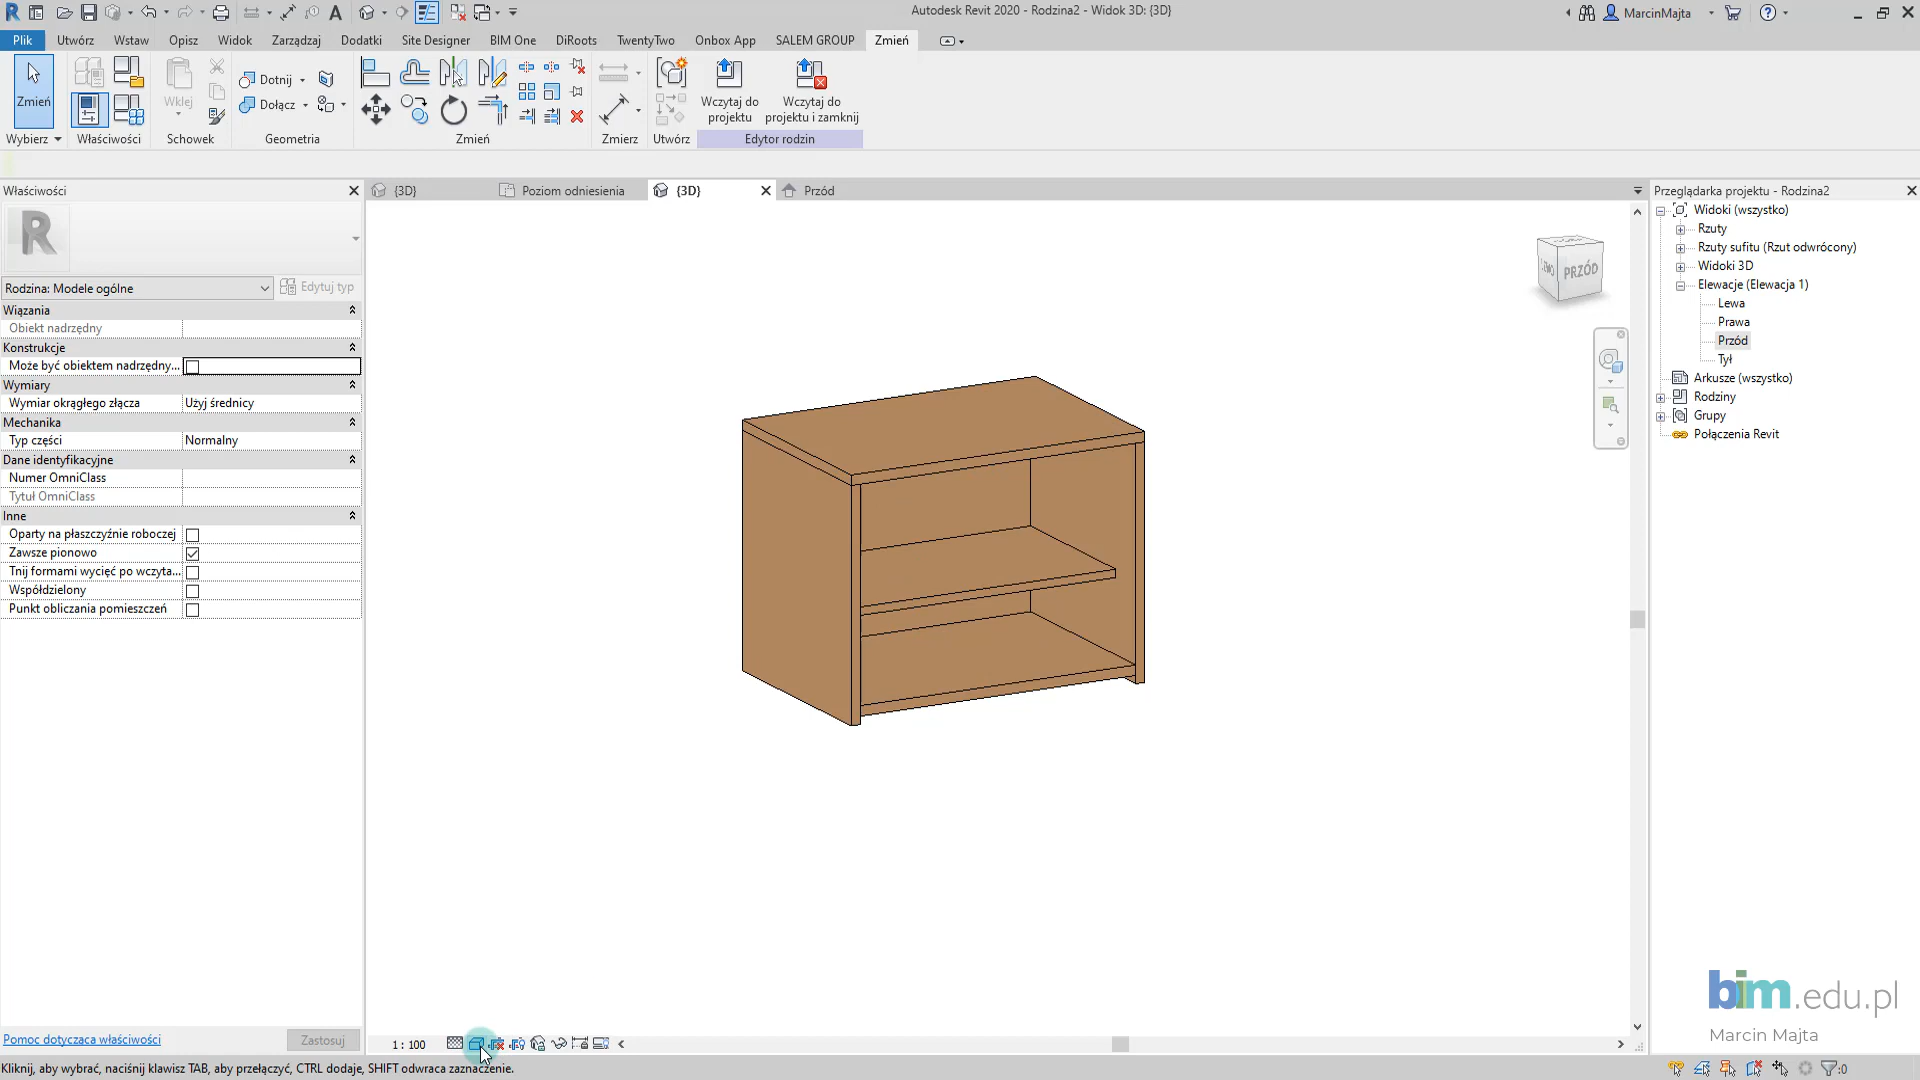 Autodesk Revit 2020 - Rodzina2 - Widok 3D: {3D}
MarcinMajta
Plik Utwórz Wstaw Opisz Widok Zarządzaj Dodatki Site Designer BIM One DiRoots TwentyTwo Onbox App SALEM GROUP Zmień
Zmień
Wklej
Dotnij
Dołącz
Wczytaj do projektu
Wczytaj do projektu i zamknij
Wybierz Właściwości Schowek Geometria Zmień Zmierz Utwórz Edytor rodzin
Właściwości
{3D}
Poziom odniesienia
{3D}
Przód
Przeglądarka projektu - Rodzina2
R
Rodzina: Modele ogólne
Edytuj typ
Wiązania
Obiekt nadrzędny
Konstrukcje
Może być obiektem nadrzędny...
Wymiary
Wymiar okrągłego złącza Użyj średnicy
Mechanika
Typ części Normalny
Dane identyfikacyjne
Numer OmniClass
Tytuł OmniClass
Inne
Oparty na płaszczyźnie roboczej
Zawsze pionowo
Tnij formami wycięć po wczyta...
Współdzielony
Punkt obliczania pomieszczeń
LEWO PRZÓD
Widoki (wszystko)
Rzuty
Rzuty sufitu (Rzut odwrócony)
Widoki 3D
Elewacje (Elewacja 1)
Lewa
Prawa
Przód
Tył
Arkusze (wszystko)
Rodziny
Grupy
Połączenia Revit
bim.edu.pl
Marcin Majta
Pomoc dotycząca właściwości
Zastosuj
1 : 100
Kliknij, aby wybrać, naciśnij klawisz TAB, aby przełączyć, CTRL dodaje, SHIFT odwraca zaznaczenie.
:0